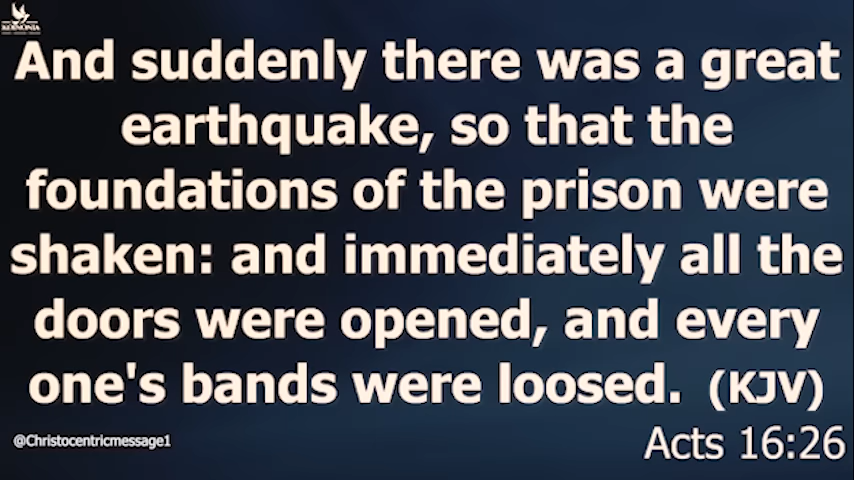 KOINONIA
And suddenly there was a great
earthquake, so that the
foundations of the prison were
shaken: and immediately all the
doors were opened, and every
one's bands were loosed. (KJV)
@Christocentricmessage1
Acts 16:26